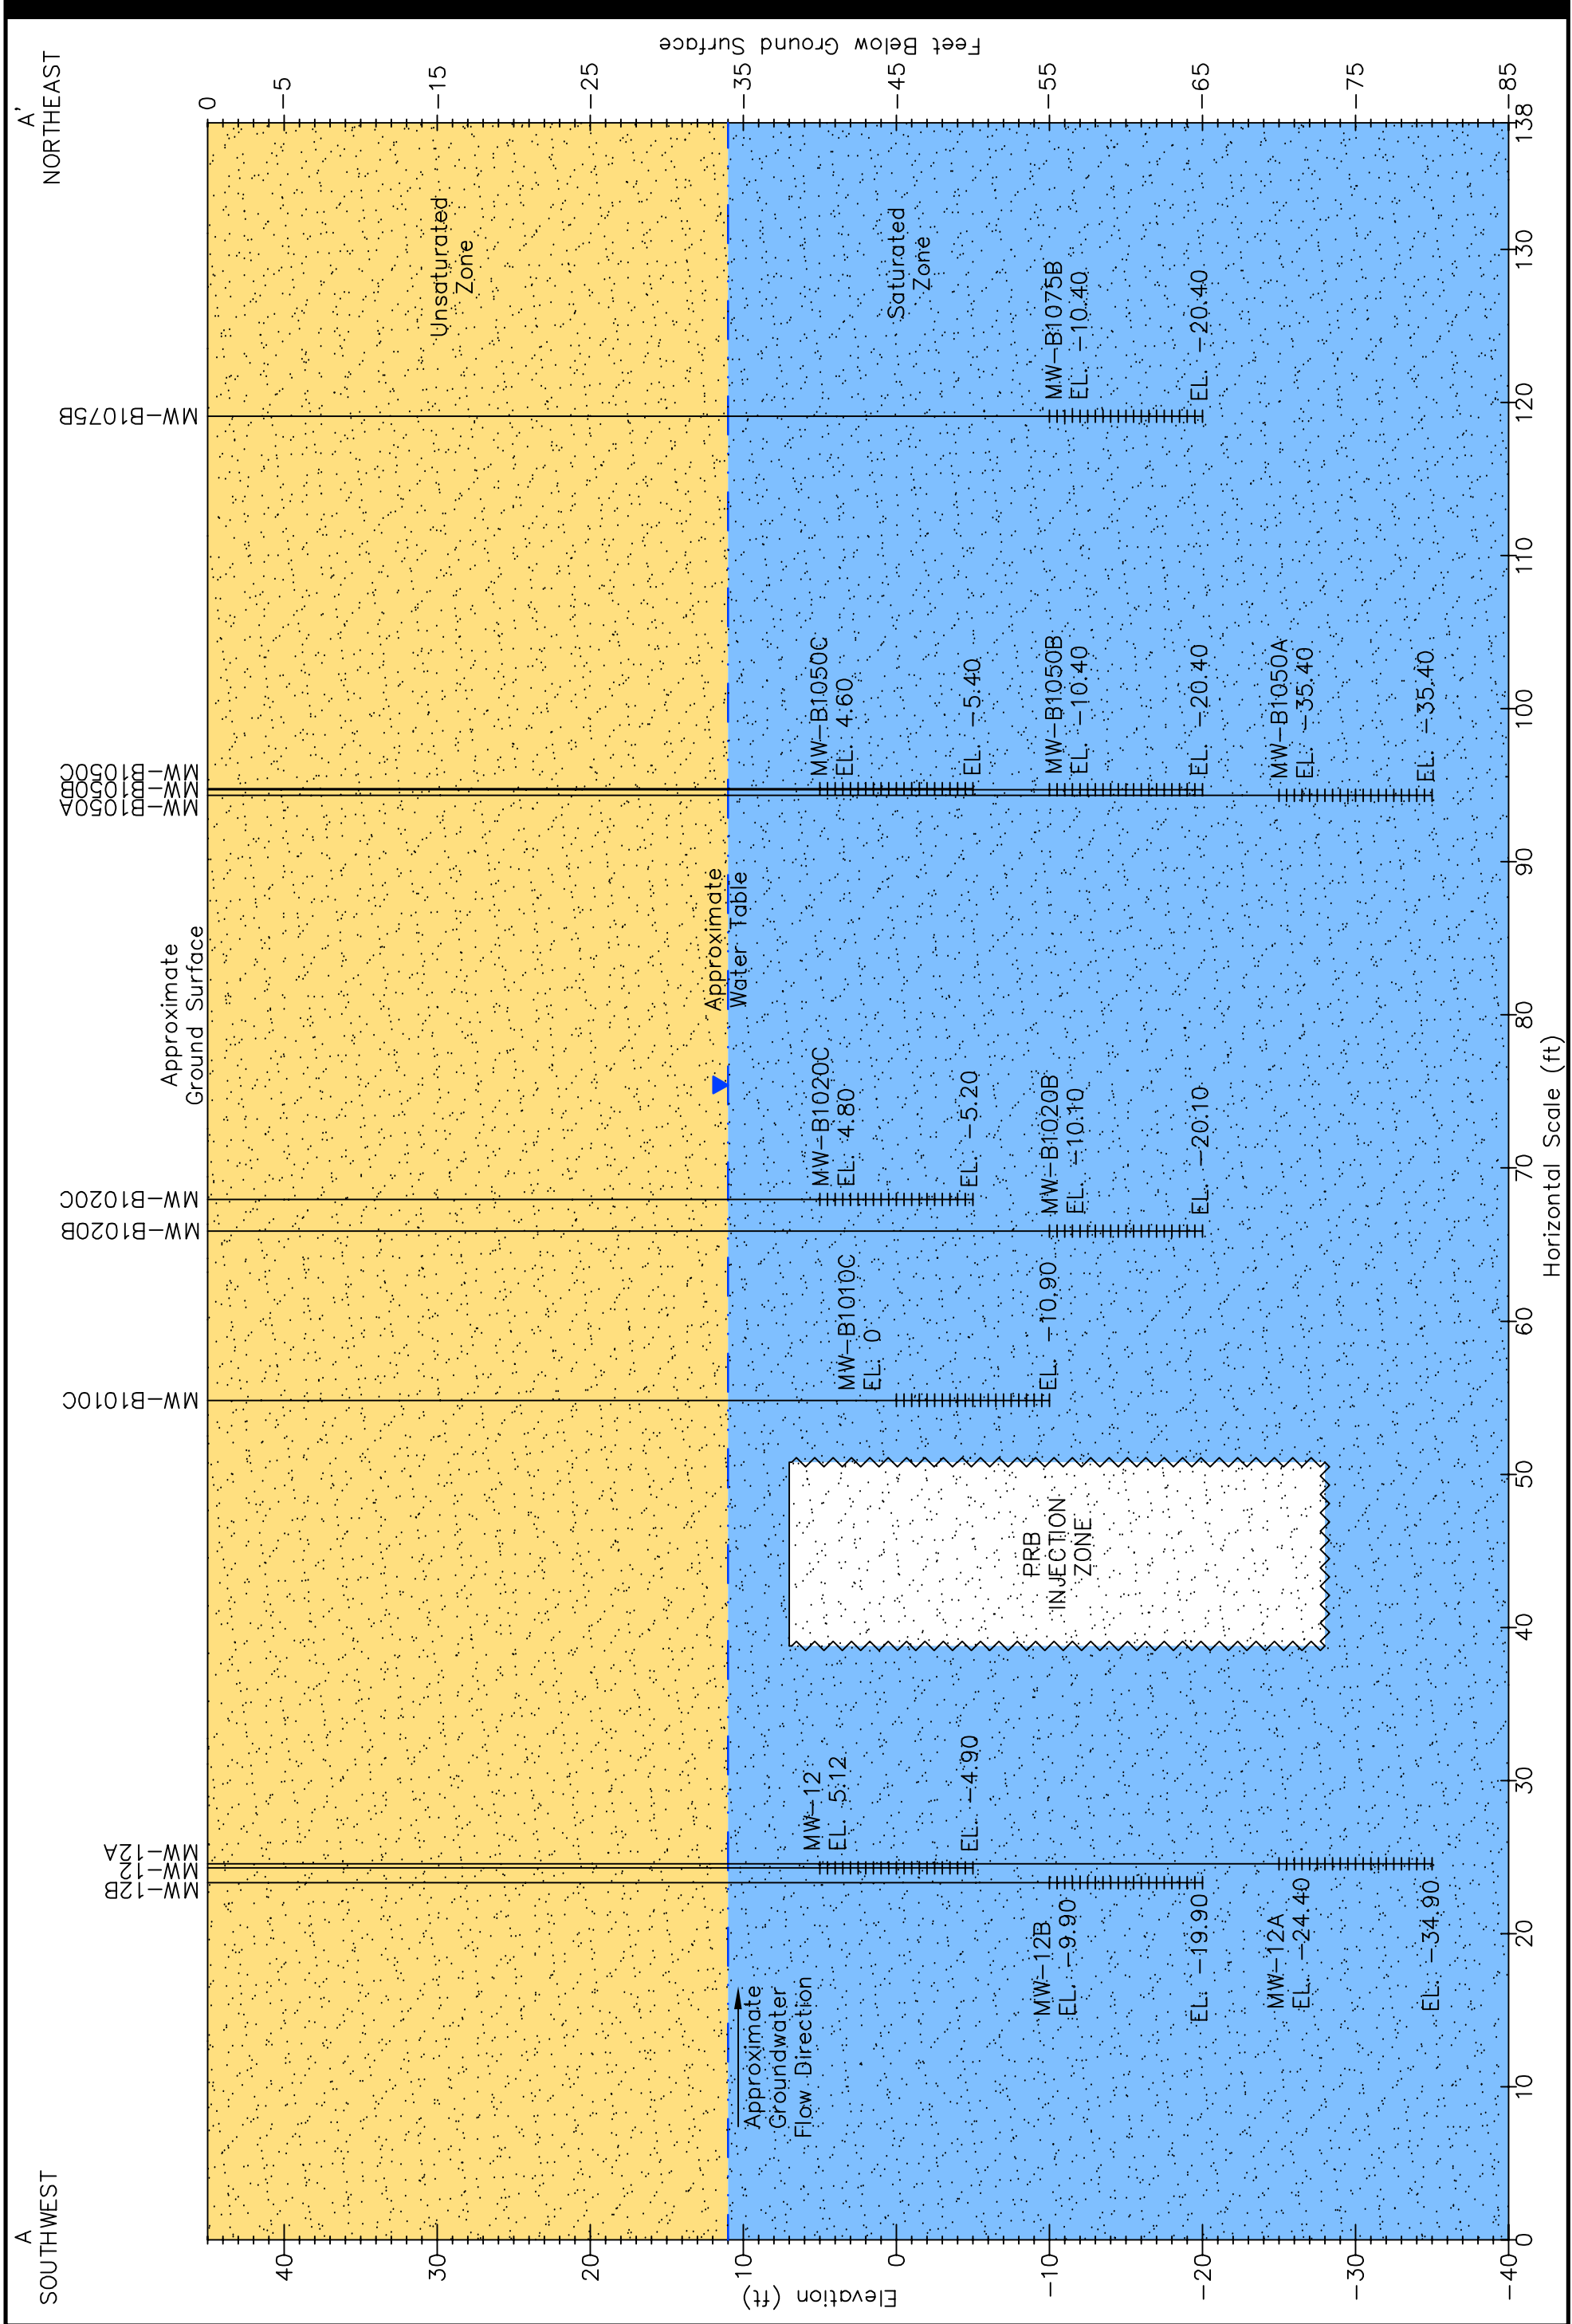 A
SOUTHWEST
A'
NORTHEAST
MW-12B
MW-12
MW-12A
MW-B1010C
MW-B1020B
MW-B1020C
MW-B1050A
MW-B1050B
MW-B1050C
MW-B1075B
Approximate
Ground Surface
Unsaturated
Zone
Approximate
Water Table
Saturated
Zone
Approximate
Groundwater
Flow Direction
MW-12
EL. 5.12
EL. -4.90
MW-12B
EL. -9.90
EL. -19.90
MW-12A
EL. -24.40
EL. -34.90
PRB
INJECTION
ZONE
MW-B1010C
EL. 0
EL. -10.90
MW-B1020C
EL. 4.80
EL. -5.20
MW-B1020B
EL. -10.10
EL. -20.10
MW-B1050C
EL. 4.60
EL. -5.40
MW-B1050B
EL. -10.40
EL. -20.40
MW-B1050A
EL. -35.40
EL. -35.40
MW-B1075B
EL. -10.40
EL. -20.40
Elevation (ft)
40
30
20
10
0
-10
-20
-30
-40
Feet Below Ground Surface
0
-5
-15
-25
-35
-45
-55
-65
-75
-85
0
10
20
30
40
50
60
70
80
90
100
110
120
130
138
Horizontal Scale (ft)